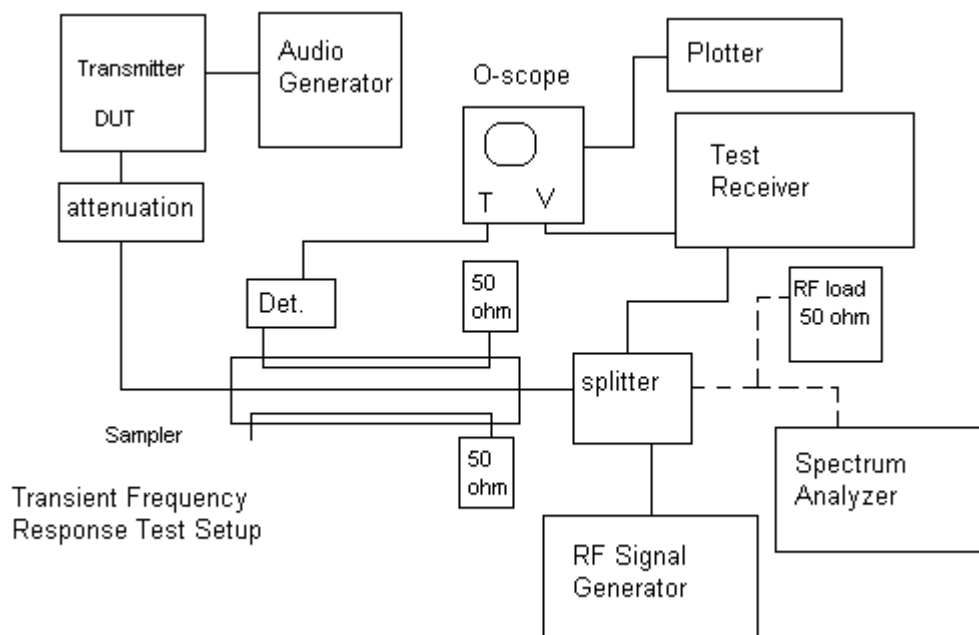 Transmitter
DUT
Audio
Generator
O-scope
Plotter
T V
Test
Receiver
attenuation
Det.
50
ohm
RF load
50 ohm
splitter
Sampler
50
ohm
Spectrum
Analyzer
Transient Frequency
Response Test Setup
RF Signal
Generator